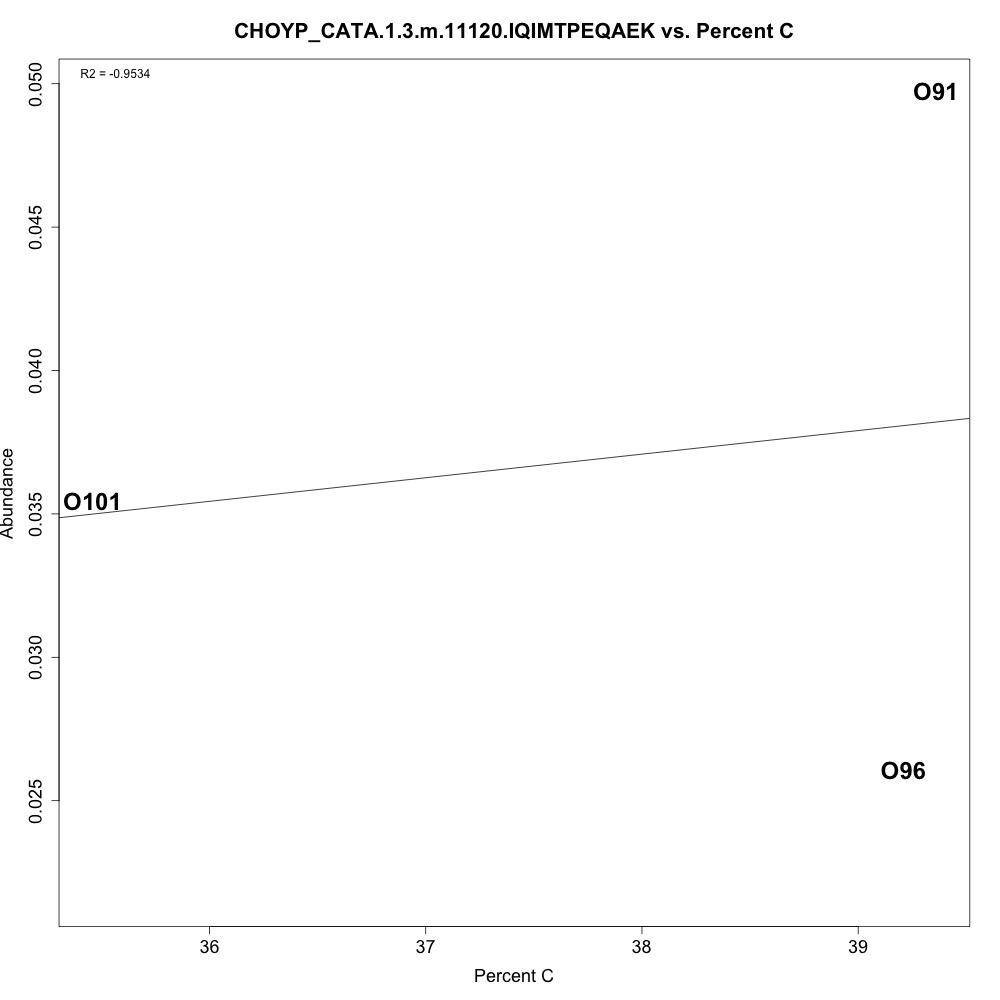 CHOYP_CATA.1.3.m.11120.IQIMTPEQAEK vs. Percent C
R2 = -0.9534
0.050
0.045
0.040
0.035
0.030
0.025
Abundance
O91
O101
O96
36
37
38
39
Percent C